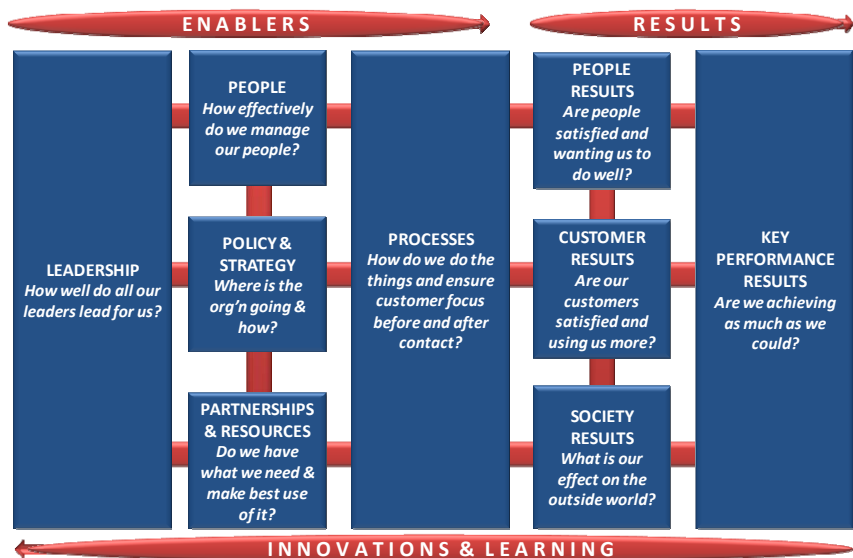 ENABLERS
RESULTS
LEADERSHIP
How well do all our
leaders lead for us?
PEOPLE
How effectively
do we manage
our people?
POLICY &
STRATEGY
Where is the
org'n going &
how?
PARTNERSHIPS
& RESOURCES
Do we have
what we need &
make best use
of it?
PROCESSES
How do we do the
things and ensure
customer focus
before and after
contact?
PEOPLE
RESULTS
Are people
satisfied and
wanting us to
do well?
CUSTOMER
RESULTS
Are our
customers
satisfied and
using us more?
SOCIETY
RESULTS
What is our
effect on the
outside world?
KEY
PERFORMANCE
RESULTS
Are we achieving
as much as we
could?
INNOVATIONS & LEARNING